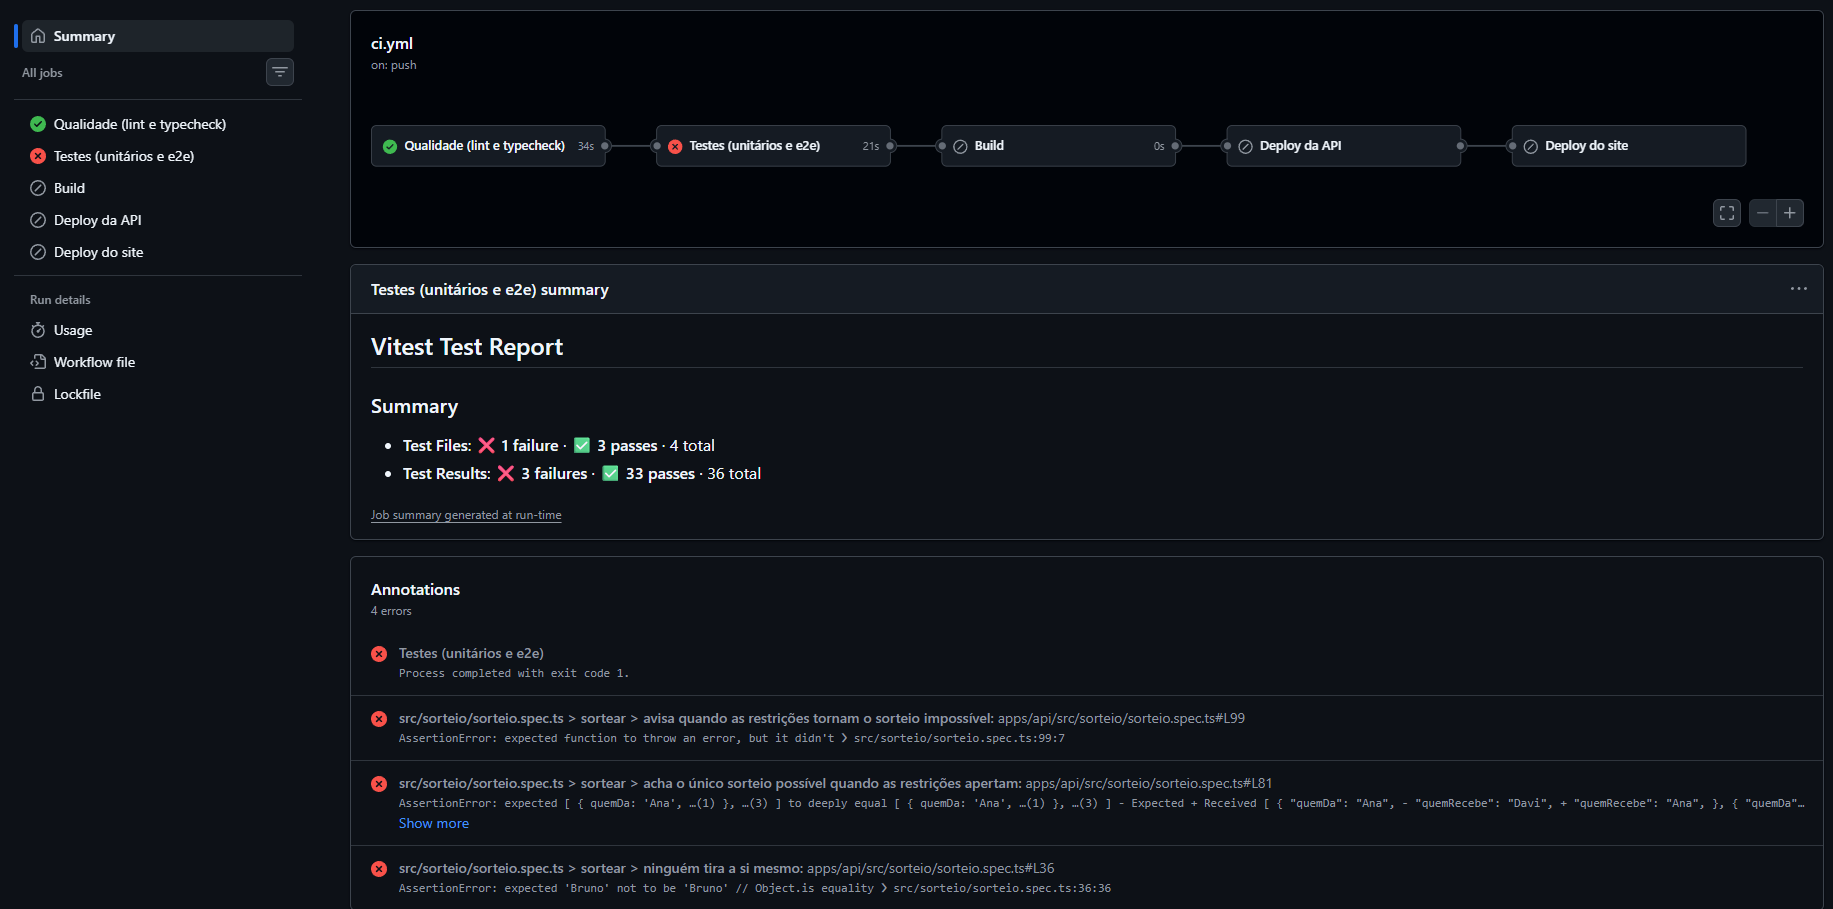 Summary
All jobs
Qualidade (lint e typecheck)
Testes (unitários e e2e)
Build
Deploy da API
Deploy do site
Run details
Usage
Workflow file
Lockfile
ci.yml
on: push
Qualidade (lint e typecheck) 34s
Testes (unitários e e2e) 21s
Build 0s
Deploy da API
Deploy do site
Testes (unitários e e2e) summary
Vitest Test Report
Summary
Test Files: ❌ 1 failure · ✅ 3 passes · 4 total
Test Results: ❌ 3 failures · ✅ 33 passes · 36 total
Job summary generated at run-time
Annotations
4 errors
Testes (unitários e e2e)
Process completed with exit code 1.
src/sorteio/sorteio.spec.ts > sortear > avisa quando as restrições tornam o sorteio impossível: apps/api/src/sorteio/sorteio.spec.ts#L99
AssertionError: expected function to throw an error, but it didn't ❯ src/sorteio/sorteio.spec.ts:99:7
src/sorteio/sorteio.spec.ts > sortear > acha o único sorteio possível quando as restrições apertam: apps/api/src/sorteio/sorteio.spec.ts#L81
AssertionError: expected [ { quemDa: 'Ana', …(1) }, …(3) ] to deeply equal [ { quemDa: 'Ana', …(1) }, …(3) ] - Expected + Received [ { "quemDa": "Ana", - "quemRecebe": "Davi", + "quemRecebe": "Ana", }, { "quemDa"…
Show more
src/sorteio/sorteio.spec.ts > sortear > ninguém tira a si mesmo: apps/api/src/sorteio/sorteio.spec.ts#L36
AssertionError: expected 'Bruno' not to be 'Bruno' // Object.is equality ❯ src/sorteio/sorteio.spec.ts:36:36